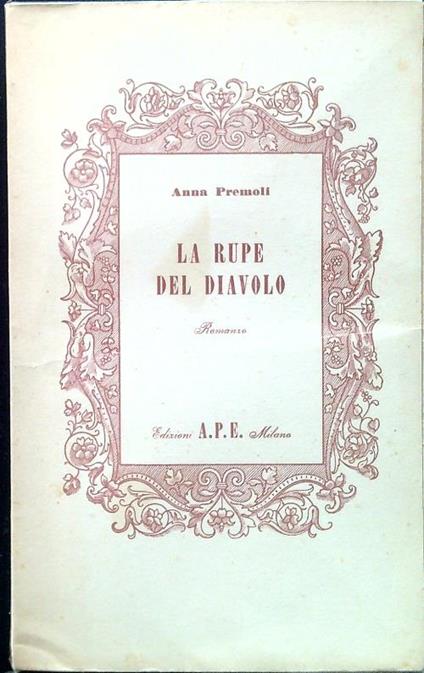 Anna Premoli
LA RUPE
DEL DIAVOLO
Romanzo
Edizioni A.P.E. Milano